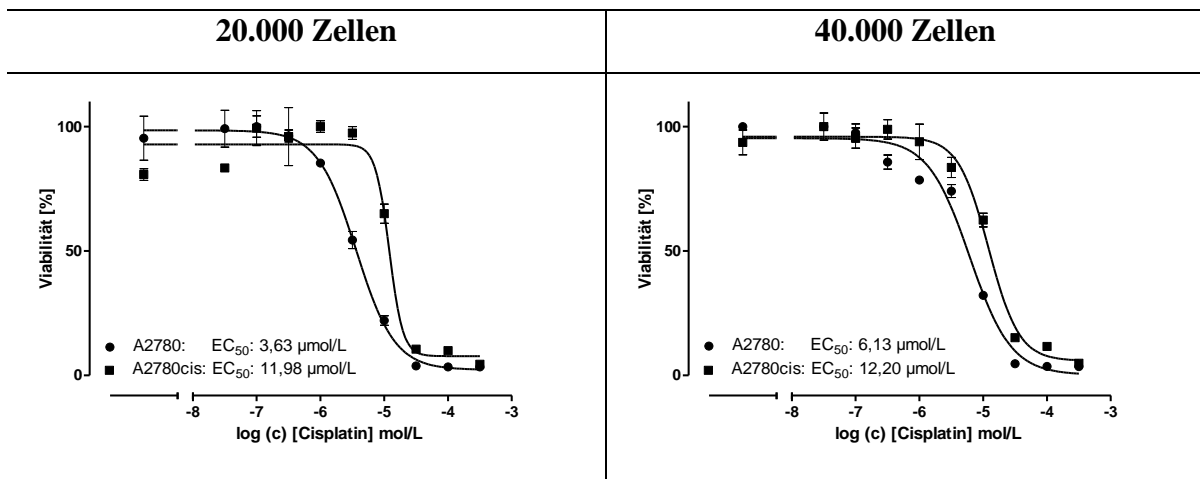 20.000 Zellen
40.000 Zellen
100
50
0
Viabilität [%]
A2780: EC50: 3,63 µmol/L
A2780cis: EC50: 11,98 µmol/L
-8 -7 -6 -5 -4 -3
log (c) [Cisplatin] mol/L
100
50
0
Viabilität [%]
A2780: EC50: 6,13 µmol/L
A2780cis: EC50: 12,20 µmol/L
-8 -7 -6 -5 -4 -3
log (c) [Cisplatin] mol/L